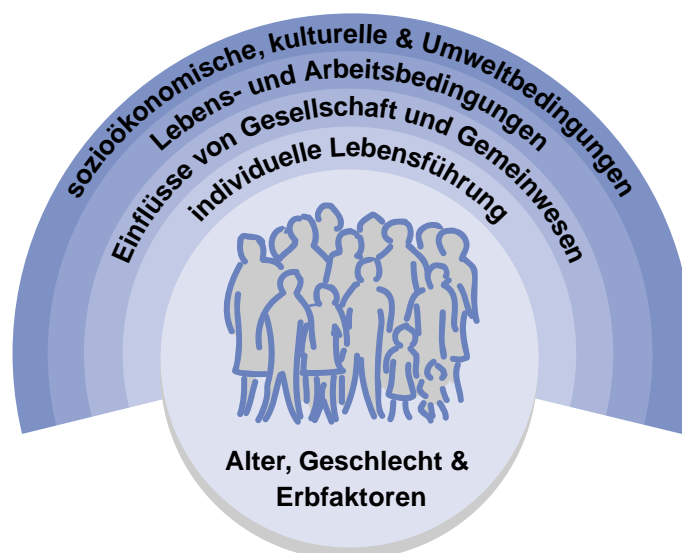 sozioökonomische, kulturelle & Umweltbedingungen
Lebens- und Arbeitsbedingungen
Einflüsse von Gesellschaft und Gemeinwesen
individuelle Lebensführung
Alter, Geschlecht &
Erbfaktoren